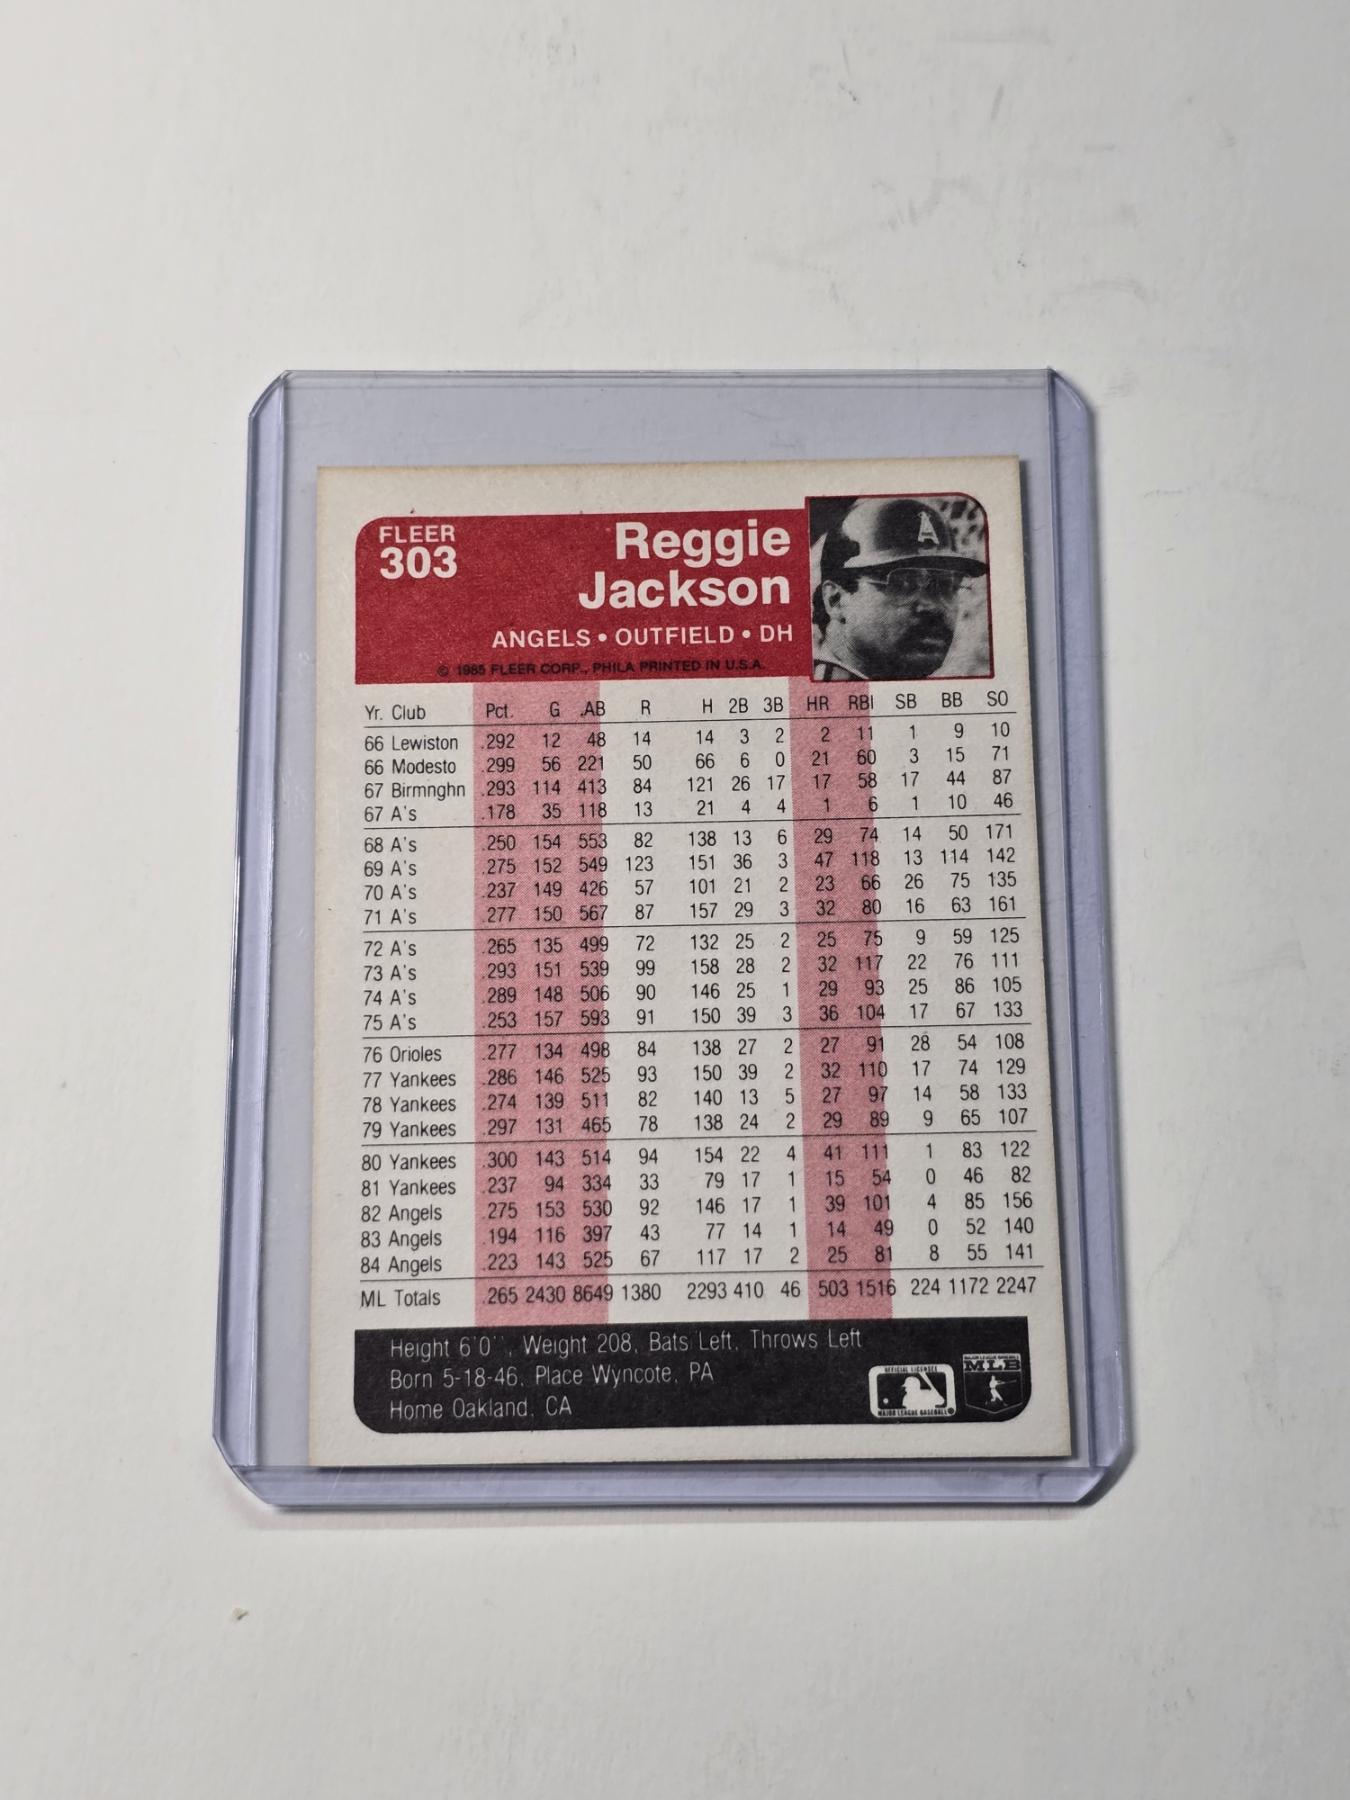 FLEER
303
Reggie
Jackson
ANGELS • OUTFIELD • DH
© 1985 FLEER CORP., PHILA PRINTED IN U.S.A.
Yr. Club Pct. G AB R H 2B 3B HR RBI SB BB SO
66 Lewiston .292 12 48 14 14 3 2 2 11 1 9 10
66 Modesto .299 56 221 50 66 6 0 21 60 3 15 71
67 Birmnghn .293 114 413 84 121 26 17 17 58 17 44 87
67 A's .178 35 118 13 21 4 4 1 6 1 10 46
68 A's .250 154 553 82 138 13 6 29 74 14 50 171
69 A's .275 152 549 123 151 36 3 47 118 13 114 142
70 A's .237 149 426 57 101 21 2 23 66 26 75 135
71 A's .277 150 567 87 157 29 3 32 80 16 63 161
72 A's .265 135 499 72 132 25 2 25 75 9 59 125
73 A's .293 151 539 99 158 28 2 32 117 22 76 111
74 A's .289 148 506 90 146 25 1 29 93 25 86 105
75 A's .253 157 593 91 150 39 3 36 104 17 67 133
76 Orioles .277 134 498 84 138 27 2 27 91 28 54 108
77 Yankees .286 146 525 93 150 39 2 32 110 17 74 129
78 Yankees .274 139 511 82 140 13 5 27 97 14 58 133
79 Yankees .297 131 465 78 138 24 2 29 89 9 65 107
80 Yankees .300 143 514 94 154 22 4 41 111 1 83 122
81 Yankees .237 94 334 33 79 17 1 15 54 0 46 82
82 Angels .275 153 530 92 146 17 1 39 101 4 85 156
83 Angels .194 116 397 43 77 14 1 14 49 0 52 140
84 Angels .223 143 525 67 117 17 2 25 81 8 55 141
ML Totals .265 2430 8649 1380 2293 410 46 503 1516 224 1172 2247
Height 6'0'', Weight 208, Bats Left, Throws Left
Born 5-18-46, Place Wyncote, PA
Home Oakland, CA
OFFICIAL LICENSEE
MAJOR LEAGUE BASEBALL
MAJOR LEAGUE BASEBALL
MLB
A